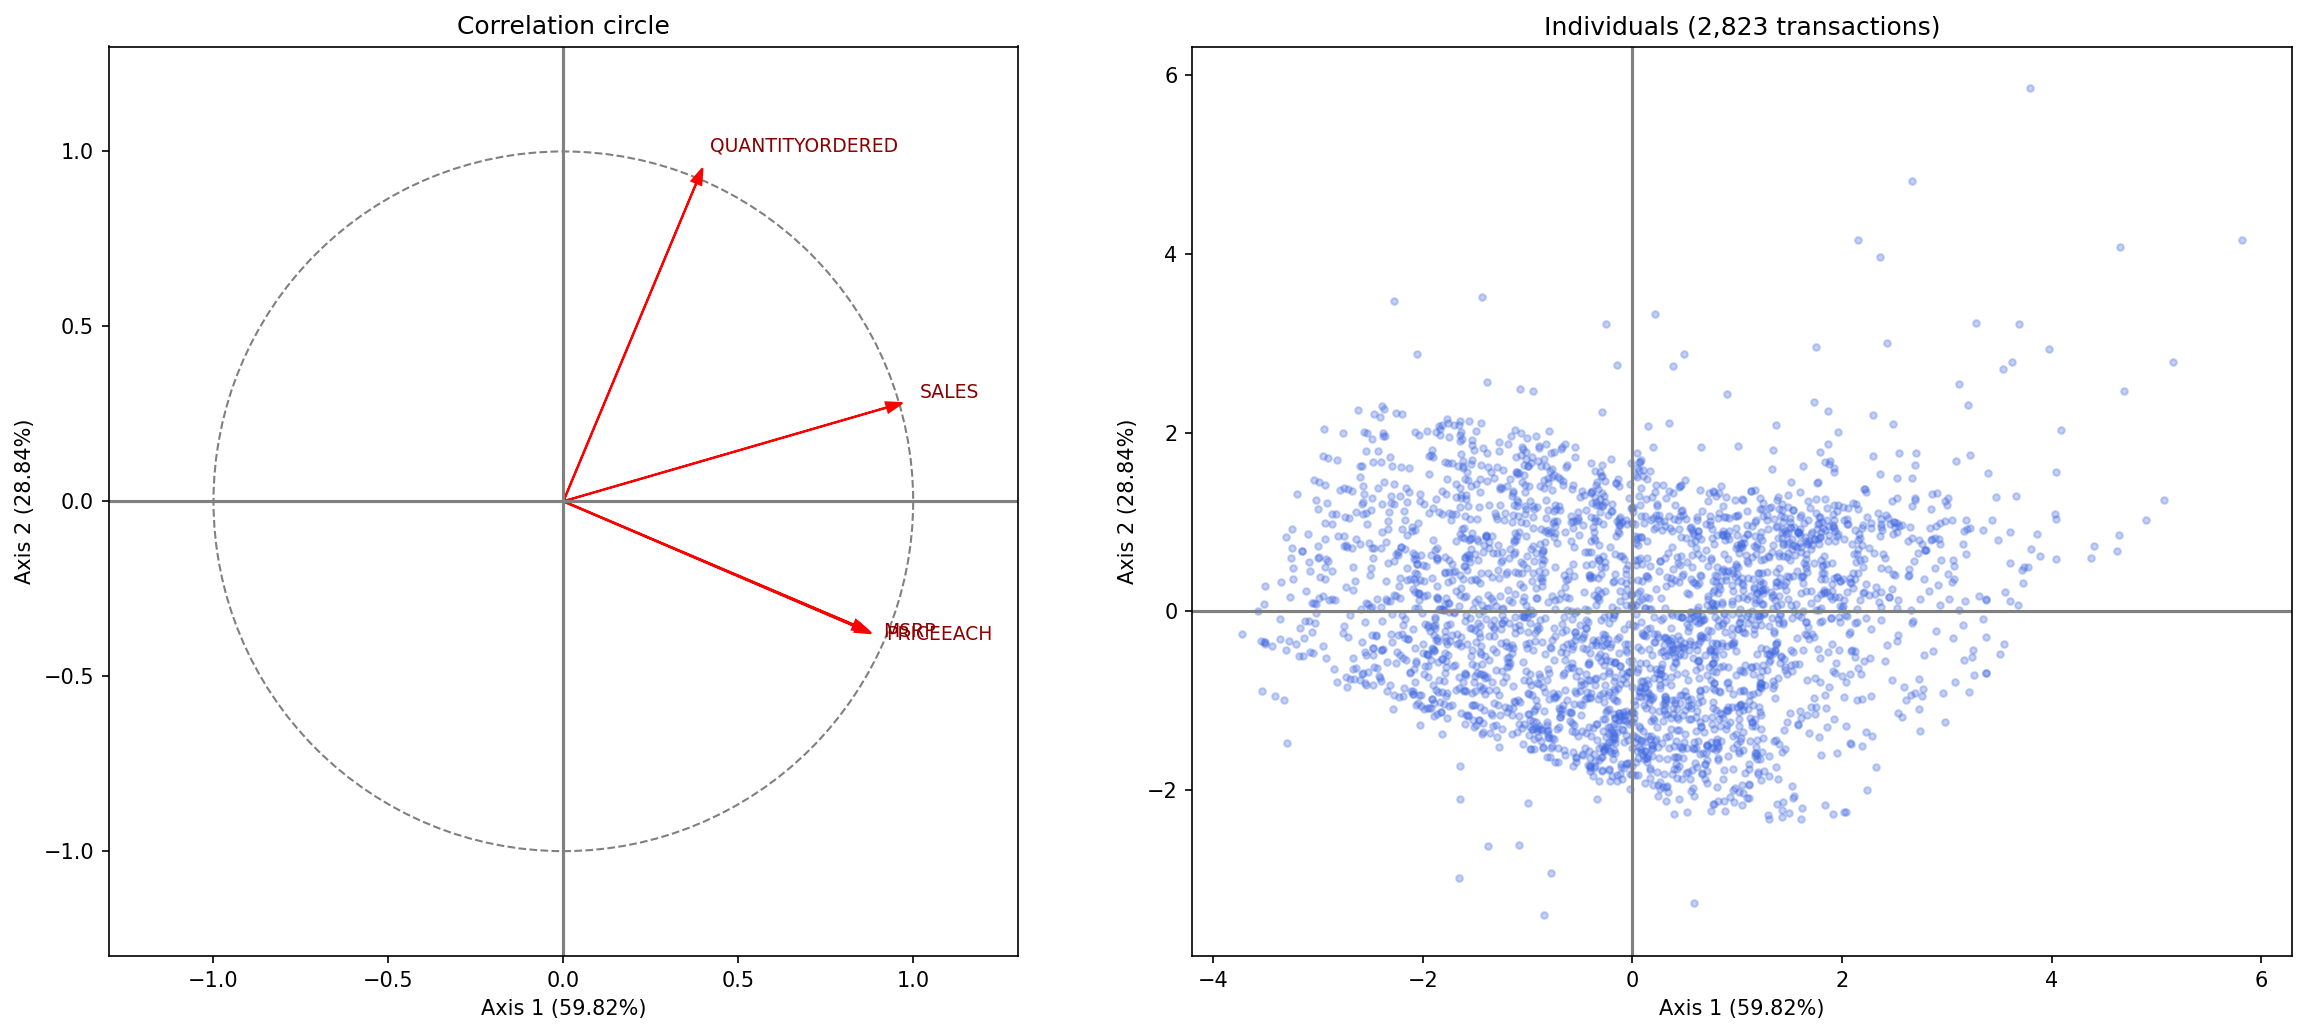 Correlation circle
QUANTITYORDERED
SALES
MSRP
PRICEEACH
1.0
0.5
0.0
−0.5
−1.0
Axis 2 (28.84%)
−1.0
−0.5
0.0
0.5
1.0
Axis 1 (59.82%)
Individuals (2,823 transactions)
6
4
2
0
−2
Axis 2 (28.84%)
−4
−2
0
2
4
6
Axis 1 (59.82%)